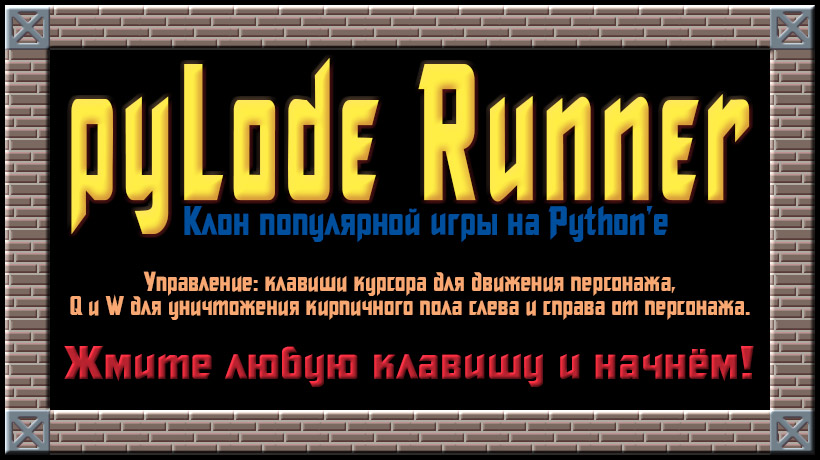 pyLode Runner
Клон популярной игры на Python'е
Управление: клавиши курсора для движения персонажа,
Q и W для уничтожения кирпичного пола слева и справа от персонажа.
Жмите любую клавишу и начнём!